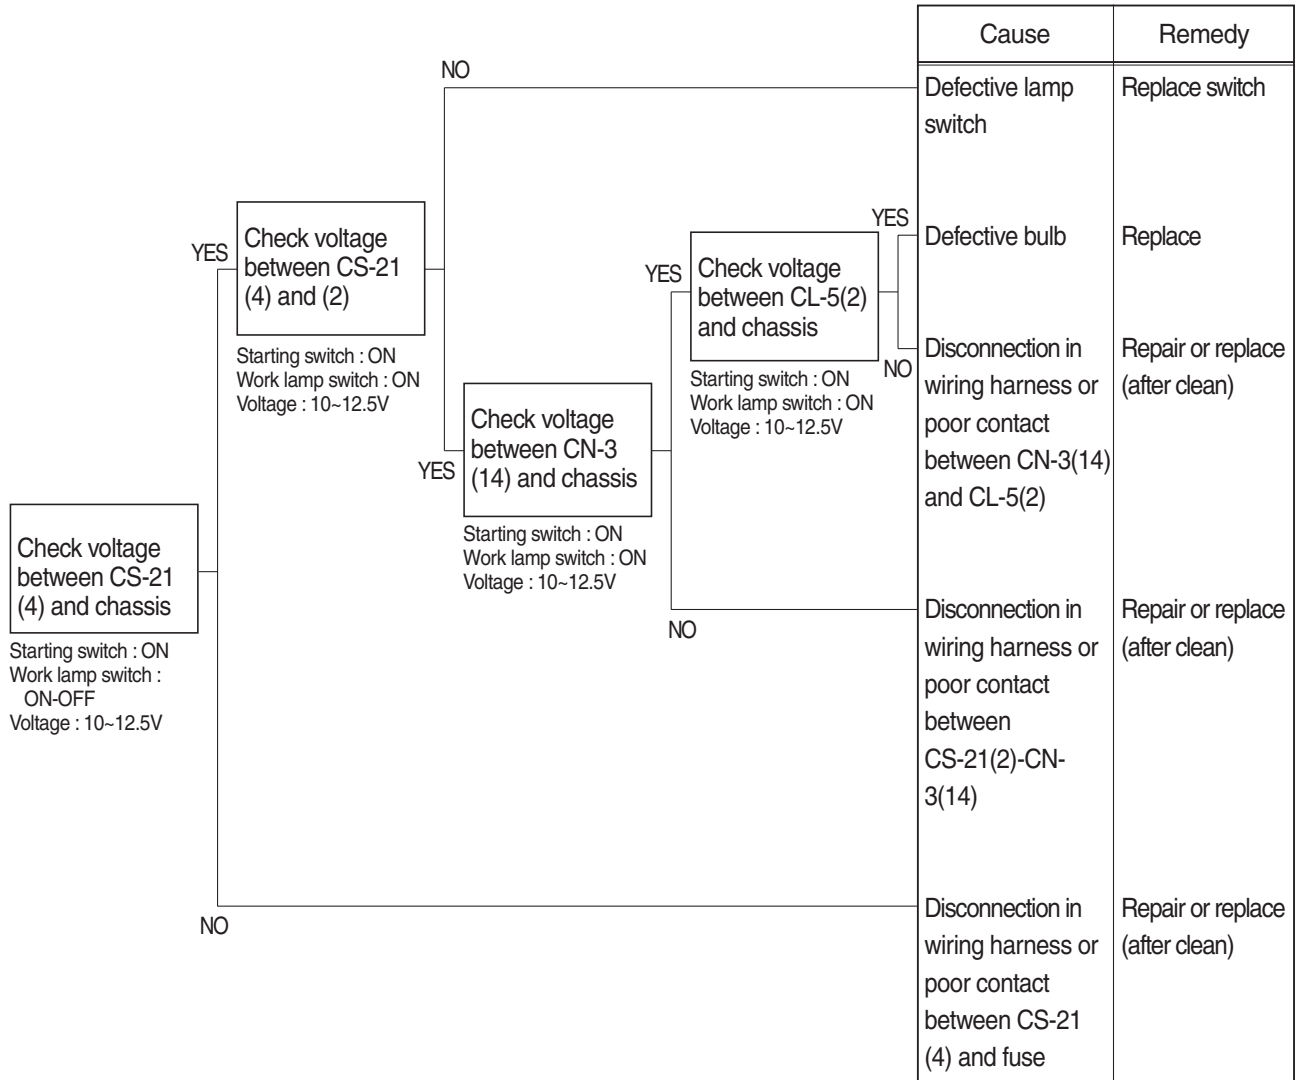 Cause
Remedy
NO
Defective lamp
switch
Replace switch
YES
Check voltage
between CS-21
(4) and (2)
Starting switch : ON
Work lamp switch : ON
Voltage : 10~12.5V
YES
Check voltage
between CN-3
(14) and chassis
Starting switch : ON
Work lamp switch : ON
Voltage : 10~12.5V
YES
Check voltage
between CL-5(2)
and chassis
Starting switch : ON
Work lamp switch : ON
Voltage : 10~12.5V
YES
Defective bulb
Replace
NO
Disconnection in
wiring harness or
poor contact
between CN-3(14)
and CL-5(2)
Repair or replace
(after clean)
Check voltage
between CS-21
(4) and chassis
Starting switch : ON
Work lamp switch :
ON-OFF
Voltage : 10~12.5V
NO
Disconnection in
wiring harness or
poor contact
between
CS-21(2)-CN-
3(14)
Repair or replace
(after clean)
NO
Disconnection in
wiring harness or
poor contact
between CS-21
(4) and fuse
Repair or replace
(after clean)